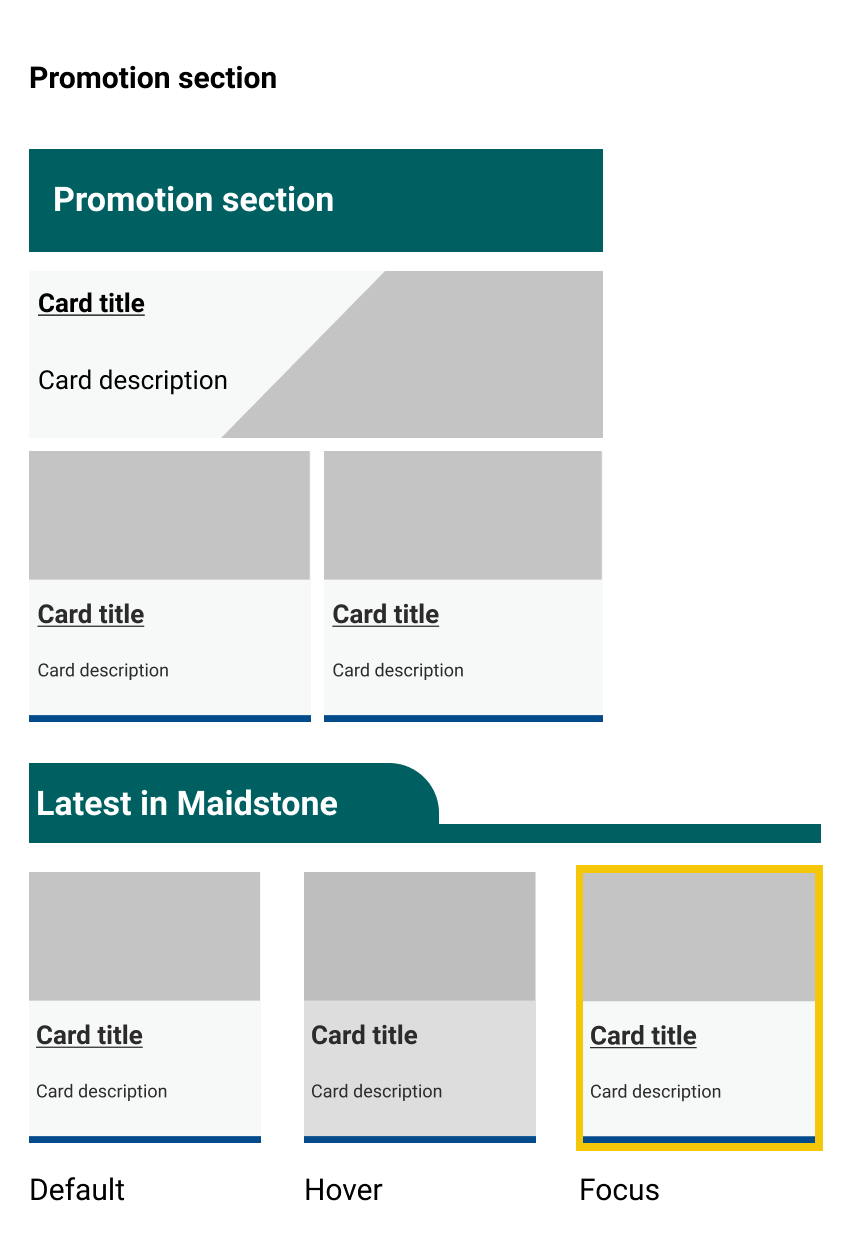 Promotion section
Promotion section
Card title
Card description
Card title
Card description
Card title
Card description
Latest in Maidstone
Card title
Card description
Card title
Card description
Card title
Card description
Default
Hover
Focus